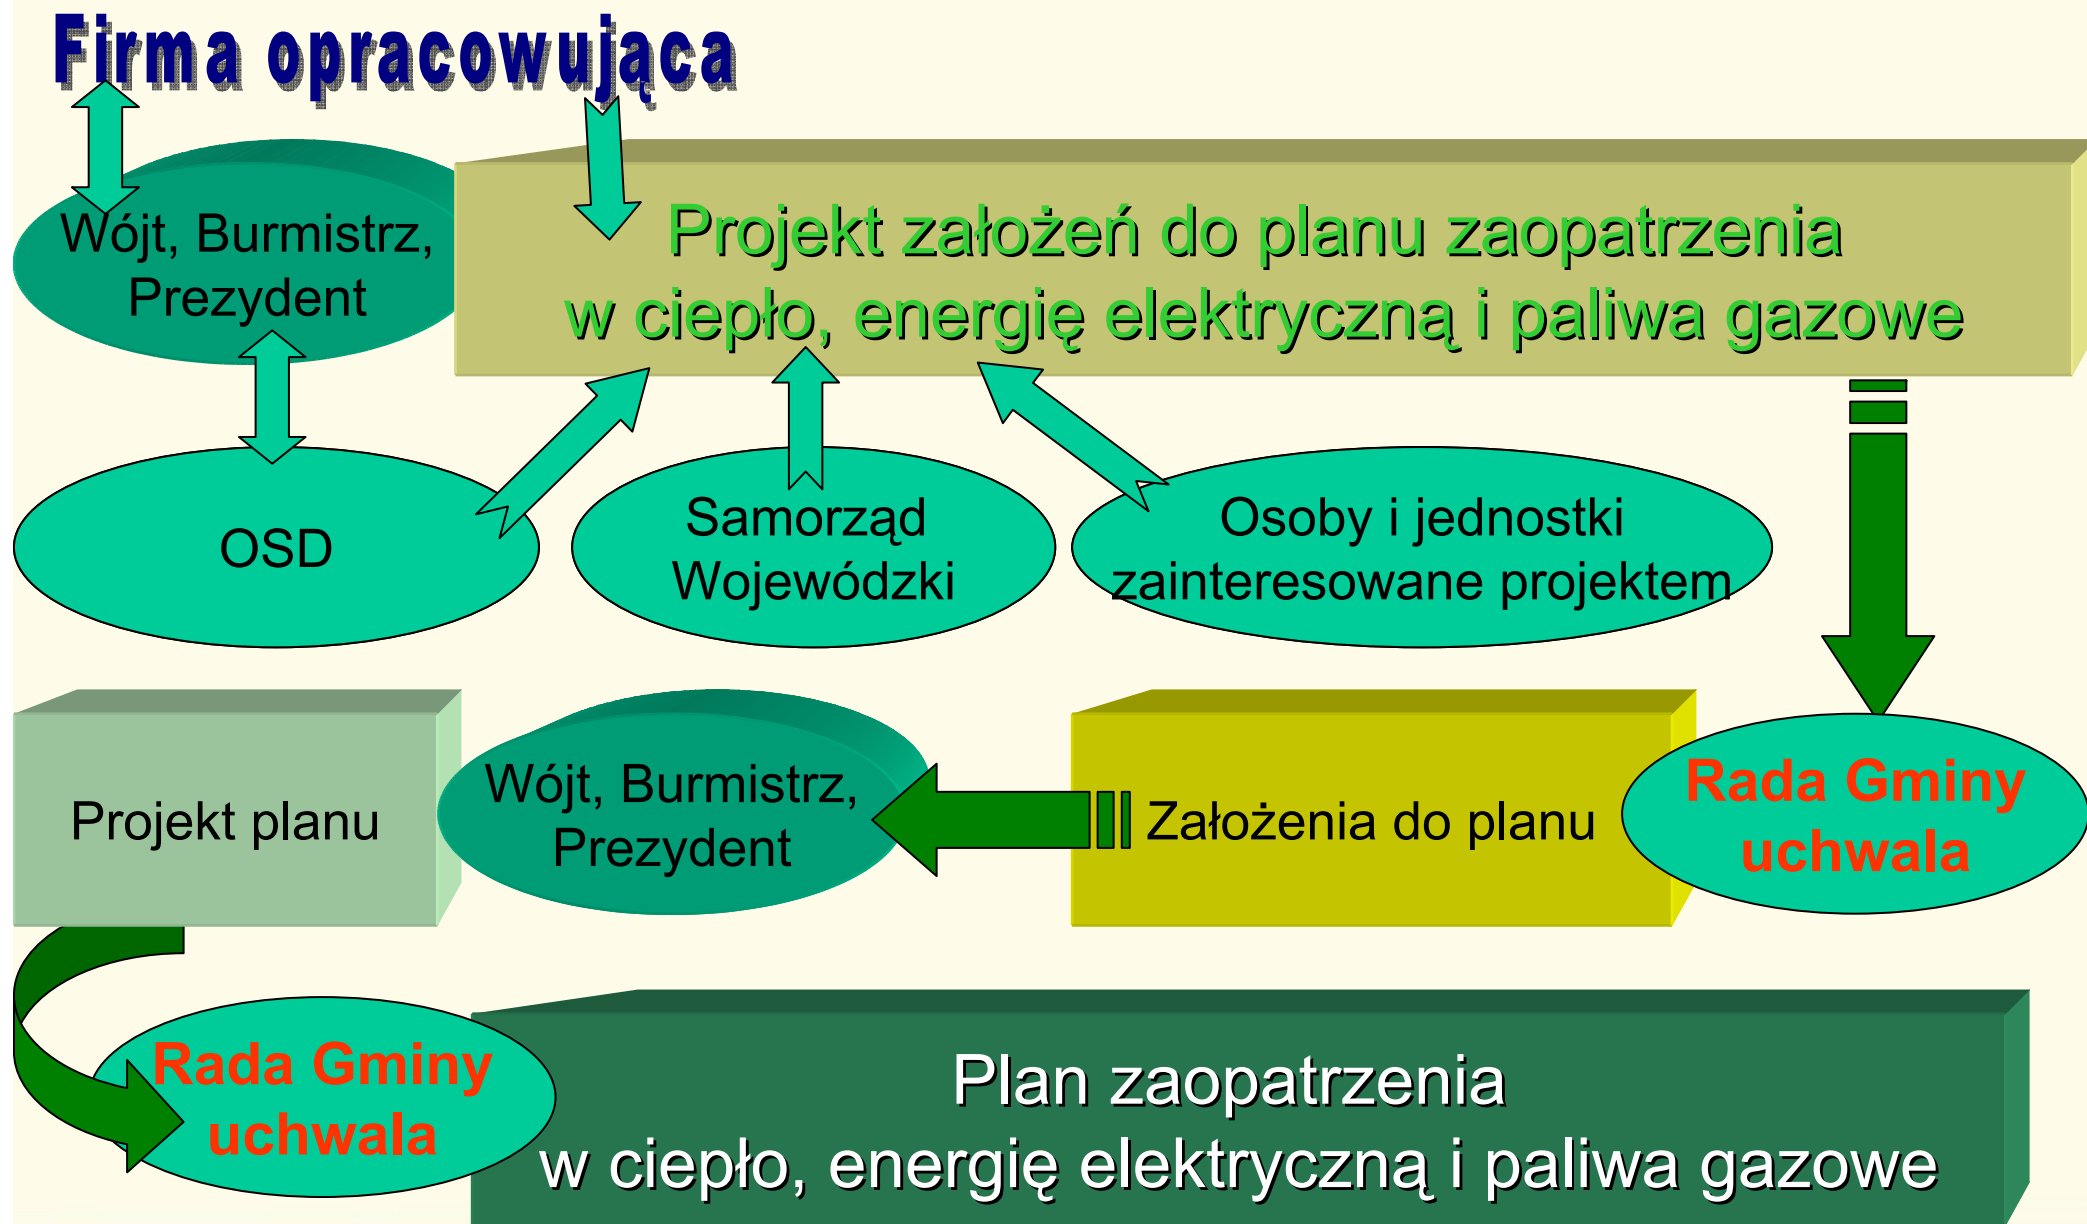 Firma opracowująca
Wójt, Burmistrz,
Prezydent
Projekt założeń do planu zaopatrzenia
w ciepło, energię elektryczną i paliwa gazowe
OSD
Samorząd
Wojewódzki
Osoby i jednostki
zainteresowane projektem
Projekt planu
Wójt, Burmistrz,
Prezydent
Założenia do planu
Rada Gminy
uchwala
Rada Gminy
uchwala
Plan zaopatrzenia
w ciepło, energię elektryczną i paliwa gazowe